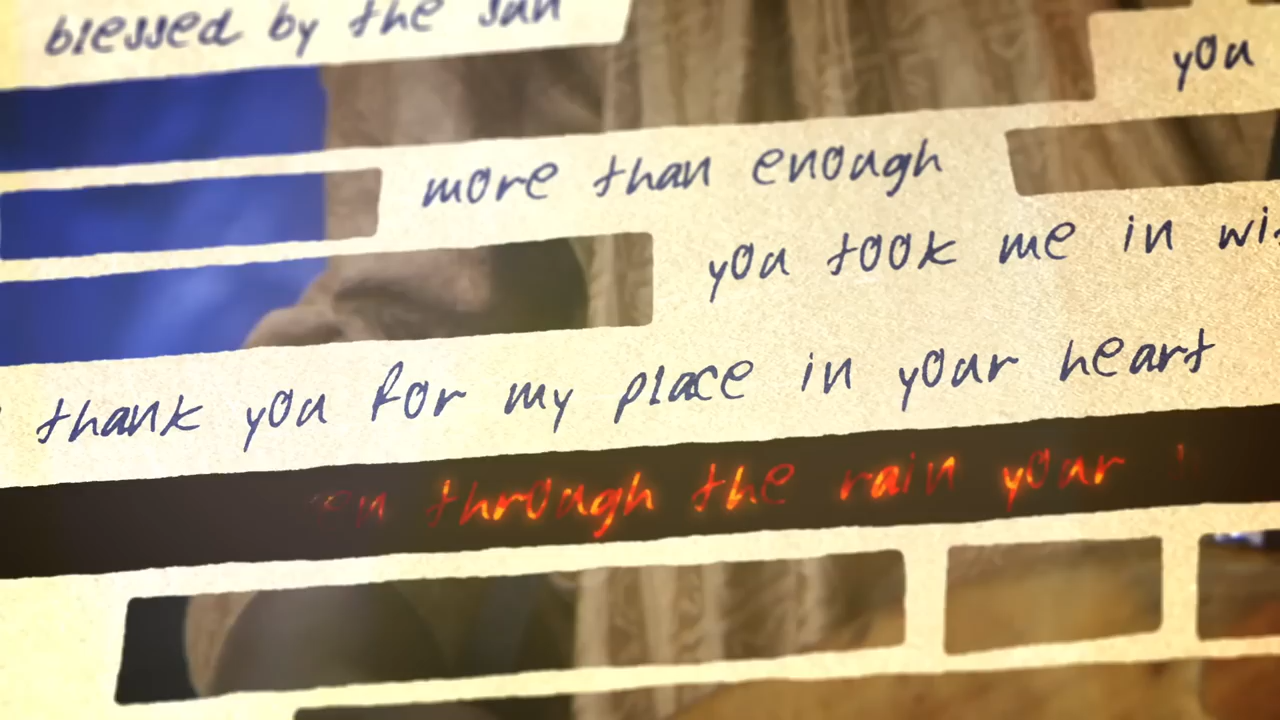 blessed by the sun
you
more than enough
you took me in
thank you for my place in your heart
through the rain your